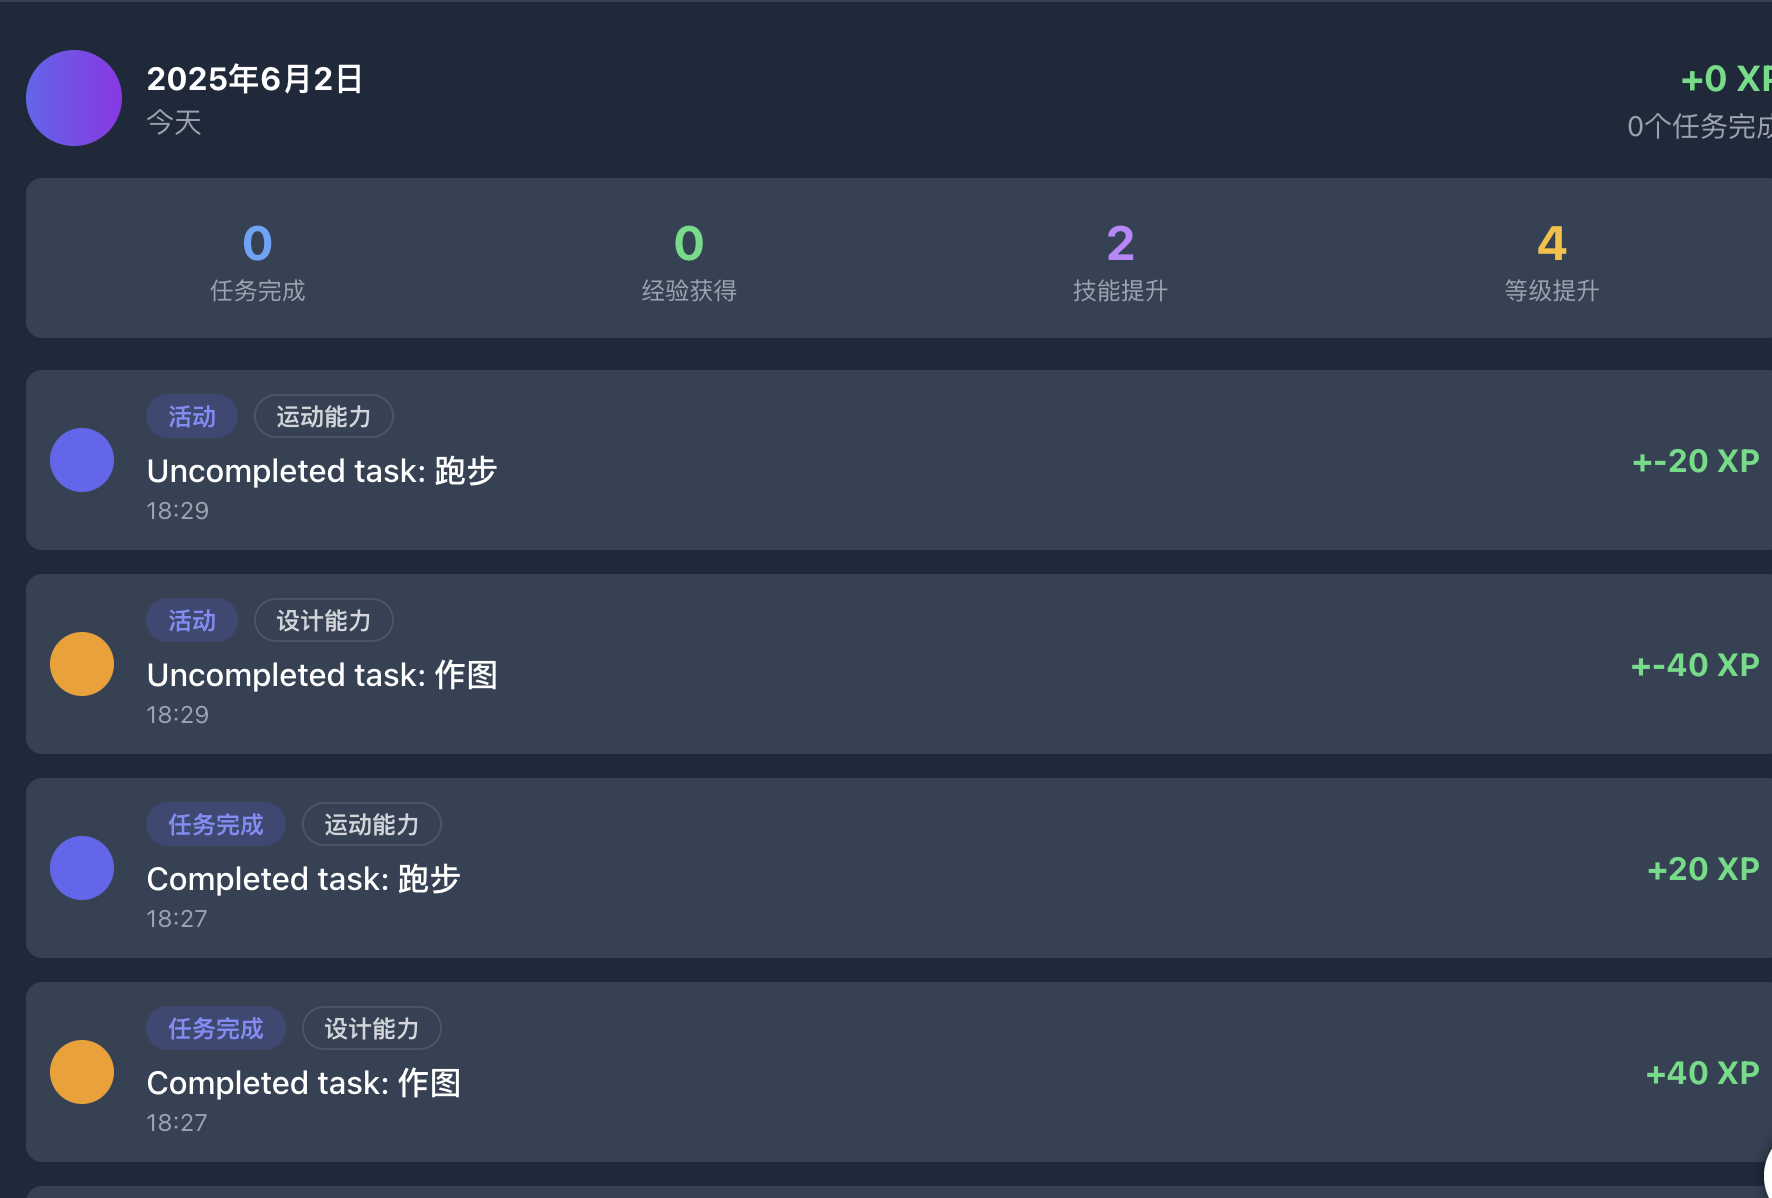 2025年6月2日
今天
+0 XP
0个任务完成
0
任务完成
0
经验获得
2
技能提升
4
等级提升
活动
运动能力
Uncompleted task: 跑步
18:29
+-20 XP
活动
设计能力
Uncompleted task: 作图
18:29
+-40 XP
任务完成
运动能力
Completed task: 跑步
18:27
+20 XP
任务完成
设计能力
Completed task: 作图
18:27
+40 XP